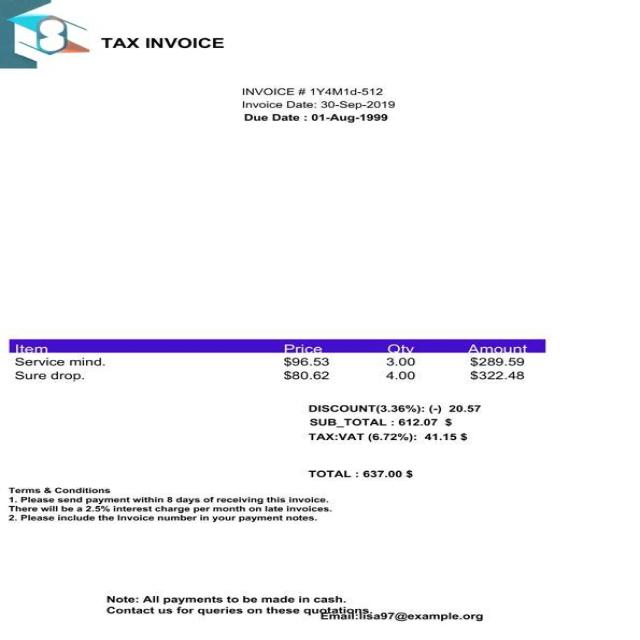 TAX INVOICE
INVOICE # 1Y4M1d-512
Invoice Date: 30-Sep-2019
Due Date : 01-Aug-1999
Item Price Qty Amount
Service mind. $96.53 3.00 $289.59
Sure drop. $80.62 4.00 $322.48
DISCOUNT(3.36%): (-) 20.57
SUB_TOTAL : 612.07 $
TAX:VAT (6.72%): 41.15 $
TOTAL : 637.00 $
Terms & Conditions
1. Please send payment within 8 days of receiving this invoice.
There will be a 2.5% interest charge per month on late invoices.
2. Please include the Invoice number in your payment notes.
Note: All payments to be made in cash.
Contact us for queries on these quotations.
Email:lisa97@example.org